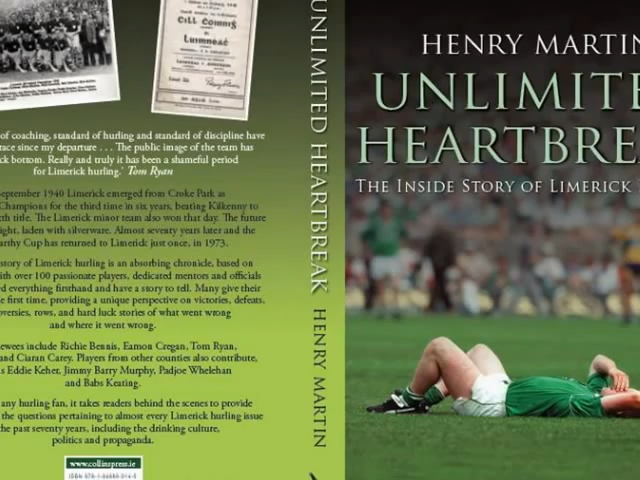 Cill Coinnig
Luimneac
of coaching, standard of hurling and standard of discipline have
race since my departure . . . The public image of the team has
ck bottom. Really and truly it has been a shameful period
for Limerick hurling.' Tom Ryan
September 1940 Limerick emerged from Croke Park as
Champions for the third time in six years, beating Kilkenny to
th title. The Limerick minor team also won that day. The future
ight, laden with silverware. Almost seventy years later and the
arthy Cup has returned to Limerick just once, in 1973.
story of Limerick hurling is an absorbing chronicle, based on
ith over 100 passionate players, dedicated mentors and officials
d everything firsthand and have a story to tell. Many give their
e first time, providing a unique perspective on victories, defeats,
oversies, rows, and hard luck stories of what went wrong
and where it went wrong.
ewees include Richie Bennis, Eamon Cregan, Tom Ryan,
and Ciaran Carey. Players from other counties also contribute,
s Eddie Keher, Jimmy Barry Murphy, Padjoe Whelehan
and Babs Keating.
any hurling fan, it takes readers behind the scenes to provide
the questions pertaining to almost every Limerick hurling issue
the past seventy years, including the drinking culture,
politics and propaganda.
www.collinspress.ie
UNLIMITED HEARTBREAK HENRY MARTIN
HENRY MARTIN
UNLIMITE
HEARTBRE
THE INSIDE STORY OF LIMERICK